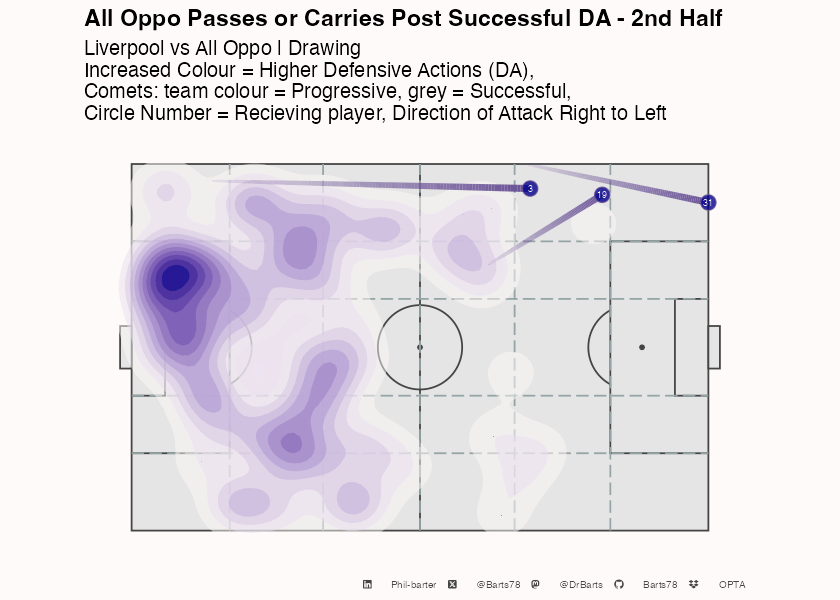 All Oppo Passes or Carries Post Successful DA - 2nd Half
Liverpool vs All Oppo I Drawing
Increased Colour = Higher Defensive Actions (DA),
Comets: team colour = Progressive, grey = Successful,
Circle Number = Recieving player, Direction of Attack Right to Left
3
19
31
Phil-barter @Barts78 @DrBarts Barts78 OPTA